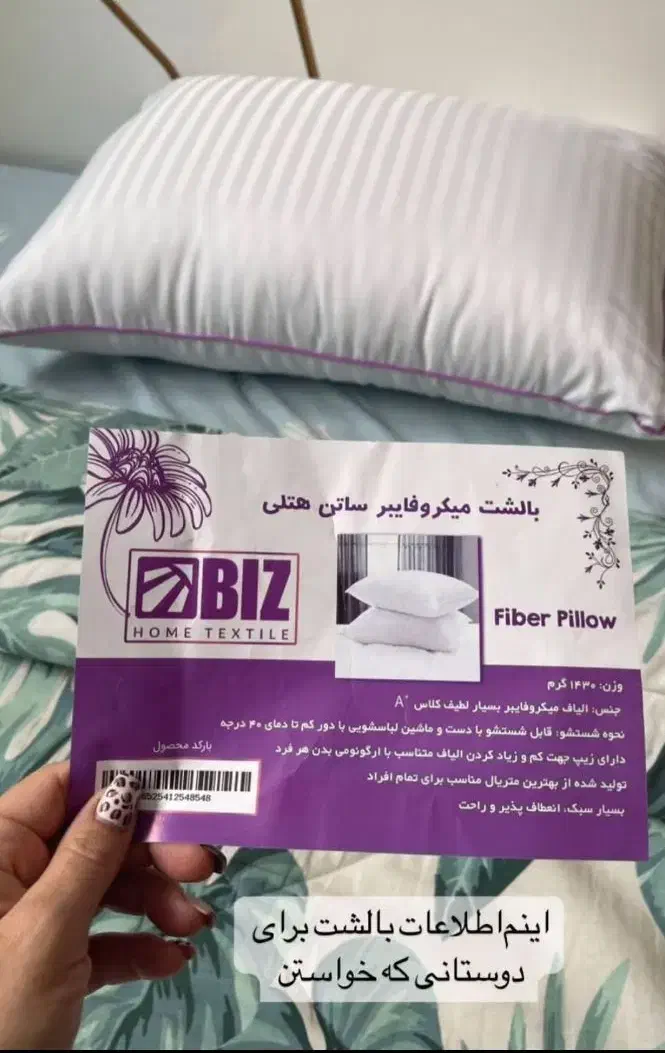 بالشت میکروفایبر ساتن هتلی
BIZ
HOME TEXTILE
Fiber Pillow
وزن: ۱۴۳۰ گرم
جنس: الیاف میکروفایبر بسیار لطیف کلاس A+
نحوه شستشو: قابل شستشو با دست و ماشین لباسشویی با دور کم تا دمای ۴۰ درجه
دارای زیپ جهت کم و زیاد کردن الیاف متناسب با ارگونومی بدن هر فرد
تولید شده از بهترین متریال مناسب برای تمام افراد
بسیار سبک، انعطاف پذیر و راحت
بارکد محصول
6525412548548
اینم اطلاعات بالشت برای
دوستانی که خواستن